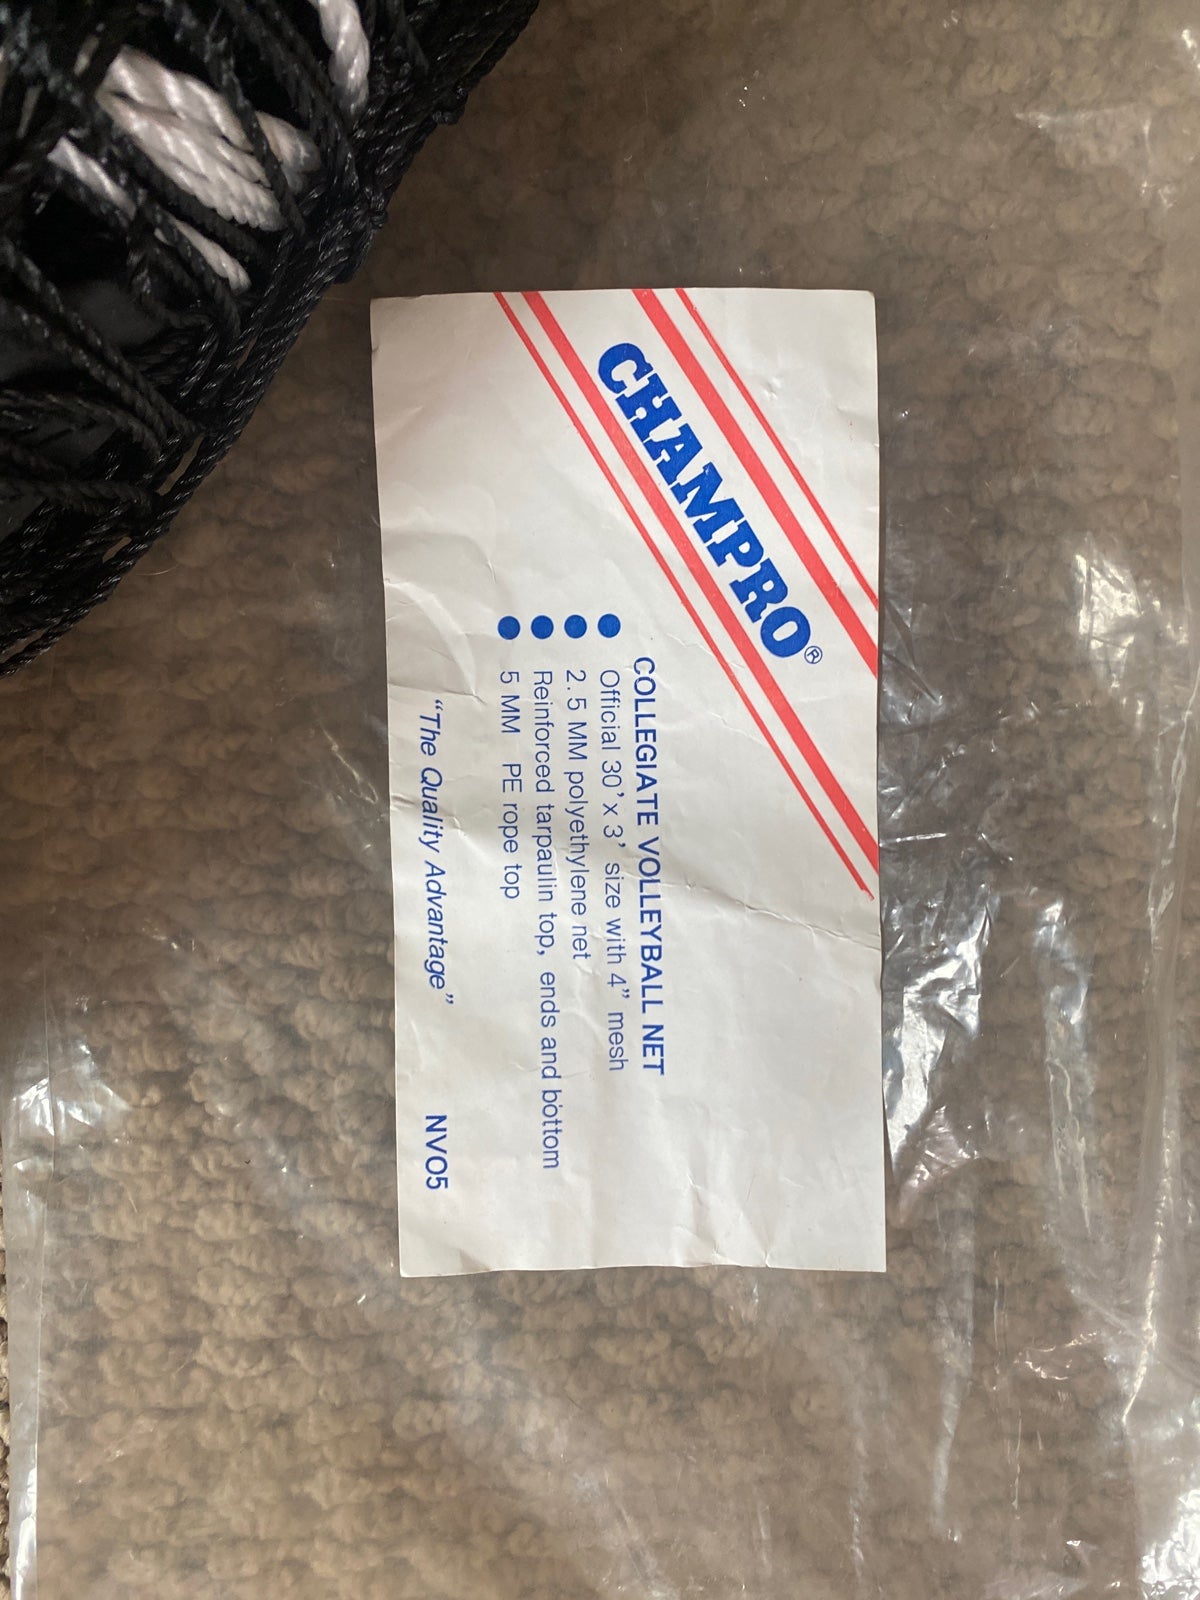 CHAMPRO®
COLLEGIATE VOLLEYBALL NET
● Official 30' x 3' size with 4" mesh
● 2.5 MM polyethylene net
● Reinforced tarpaulin top, ends and bottom
● 5 MM PE rope top
"The Quality Advantage"
NV05